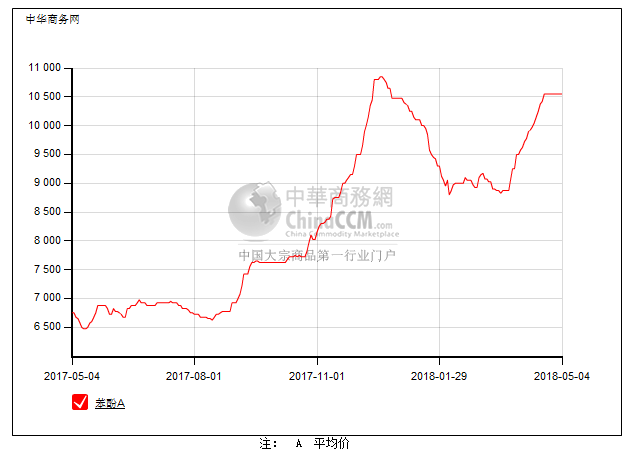 中华商务网
11 000
10 500
10 000
9 500
9 000
8 500
8 000
7 500
7 000
6 500
中華商務網
ChinaCCM.com
China Commodity Marketplace
中国大宗商品第一行业门户
2017-05-04 2017-08-01 2017-11-01 2018-01-29 2018-05-04
苯酚A
注： A 平均价